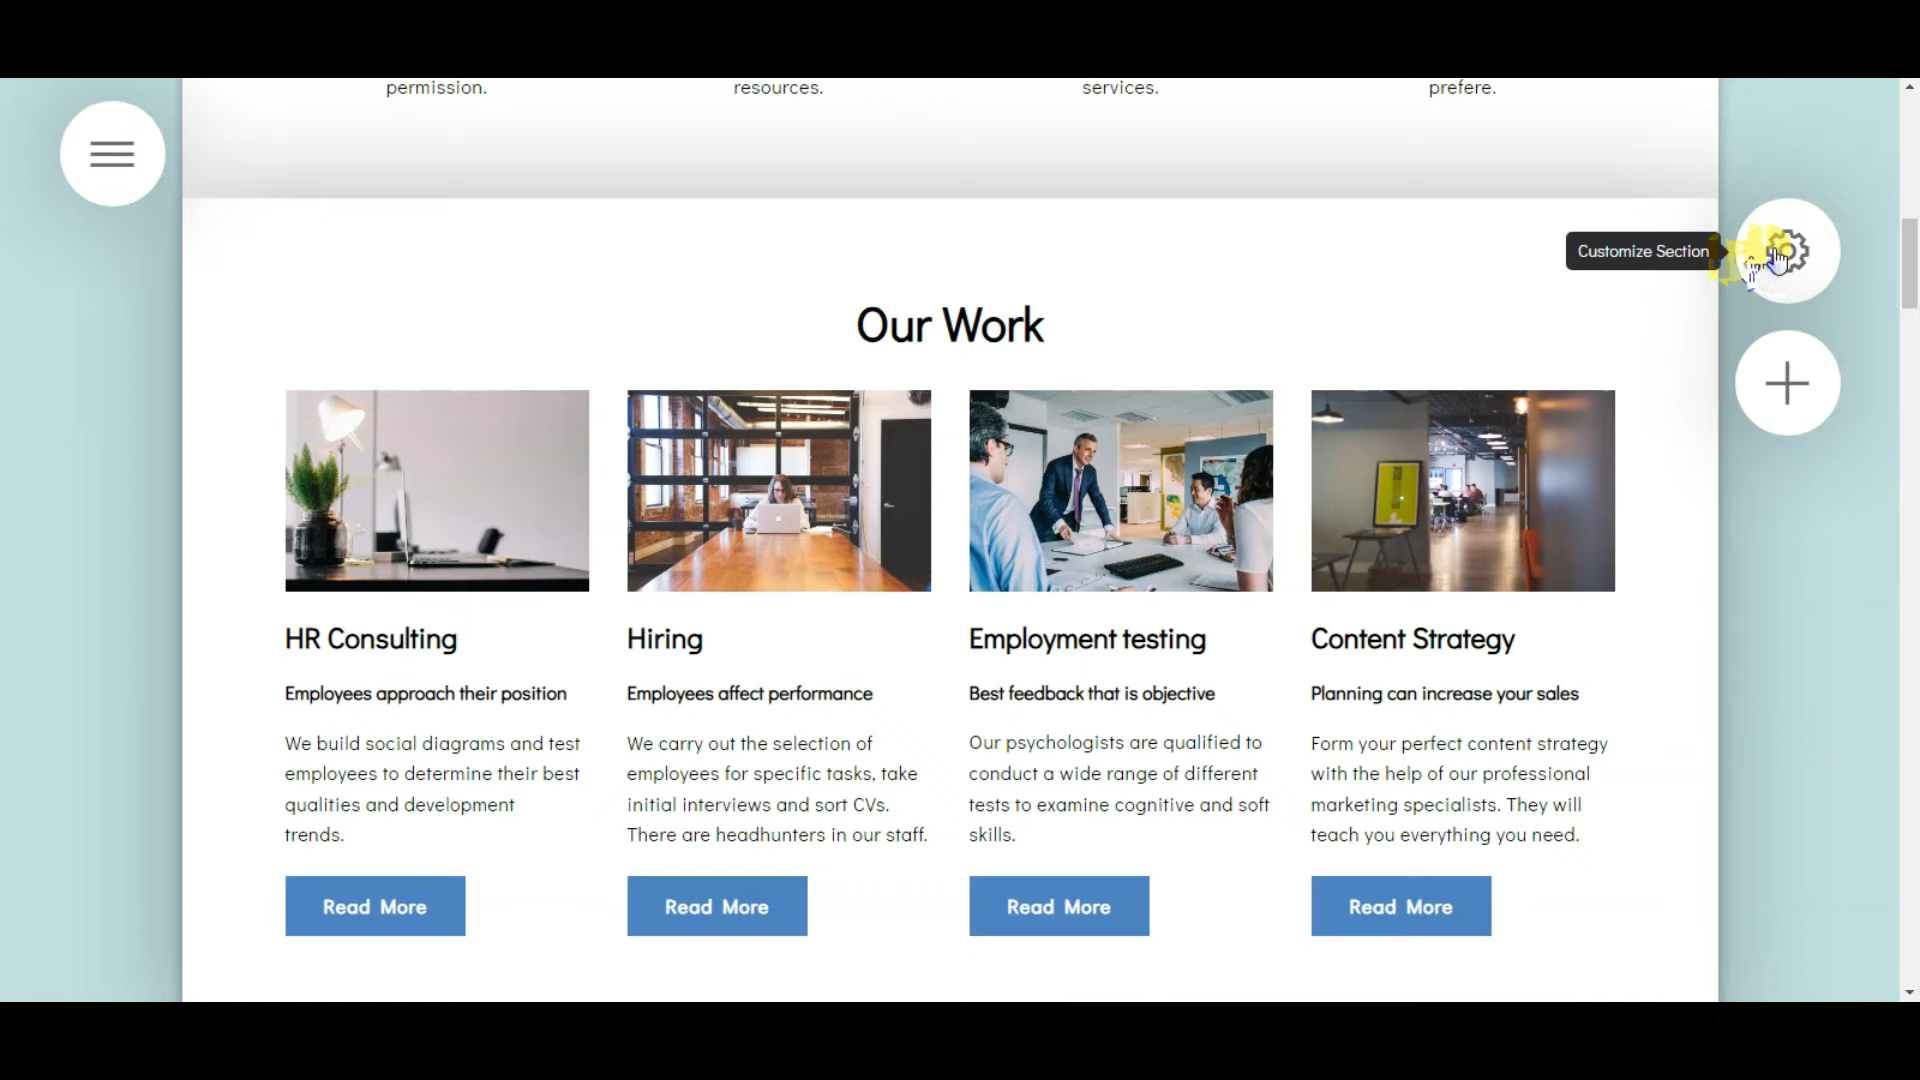 permission. resources. services. prefere.
Customize Section
Our Work
HR Consulting
Employees approach their position
We build social diagrams and test
employees to determine their best
qualities and development
trends.
Read More
Hiring
Employees affect performance
We carry out the selection of
employees for specific tasks, take
initial interviews and sort CVs.
There are headhunters in our staff.
Read More
Employment testing
Best feedback that is objective
Our psychologists are qualified to
conduct a wide range of different
tests to examine cognitive and soft
skills.
Read More
Content Strategy
Planning can increase your sales
Form your perfect content strategy
with the help of our professional
marketing specialists. They will
teach you everything you need.
Read More